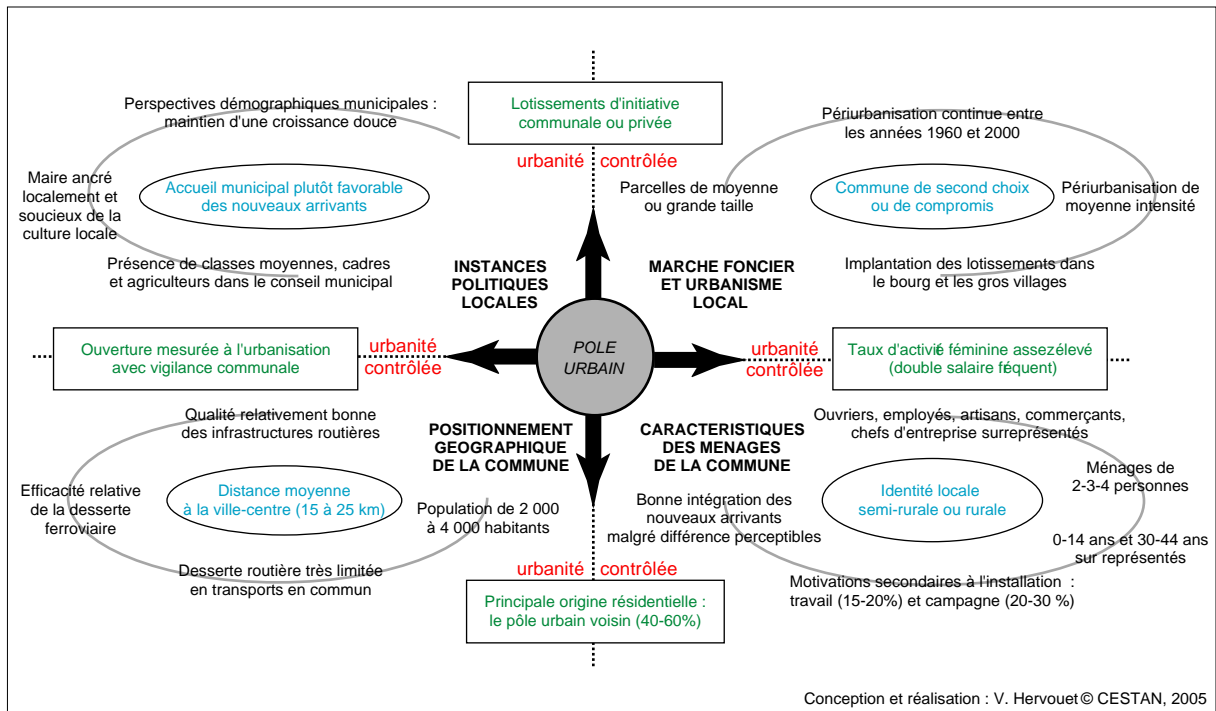 Perspectives démographiques municipales :
maintien d'une croissance douce
Maire ancré
localement et
soucieux de la
culture locale
Accueil municipal plutôt favorable
des nouveaux arrivants
Présence de classes moyennes, cadres
et agriculteurs dans le conseil municipal
INSTANCES
POLITIQUES
LOCALES
Lotissements d'initiative
communale ou privée
urbanité contrôlée
Périurbanisation continue entre
les années 1960 et 2000
Parcelles de moyenne
ou grande taille
Commune de second choix
ou de compromis
Périurbanisation de
moyenne intensité
Implantation des lotissements dans
le bourg et les gros villages
MARCHE FONCIER
ET URBANISME
LOCAL
Ouverture mesurée à l'urbanisation
avec vigilance communale
urbanité
contrôlée
POLE
URBAIN
urbanité
contrôlée
Taux d'activé féminine assezélevé
(double salaire féquent)
Qualité relativement bonne
des infrastructures routières
Efficacité relative
de la desserte
ferroviaire
Distance moyenne
à la ville-centre (15 à 25 km)
Population de 2 000
à 4 000 habitants
Desserte routière très limitée
en transports en commun
POSITIONNEMENT
GEOGRAPHIQUE
DE LA COMMUNE
CARACTERISTIQUES
DES MENAGES
DE LA COMMUNE
Ouvriers, employés, artisans, commerçants,
chefs d'entreprise surreprésentés
Bonne intégration des
nouveaux arrivants
malgré différence perceptibles
Identité locale
semi-rurale ou rurale
Ménages de
2-3-4 personnes
0-14 ans et 30-44 ans
sur représentés
Motivations secondaires à l'installation :
travail (15-20%) et campagne (20-30 %)
urbanité contrôlée
Principale origine résidentielle :
le pôle urbain voisin (40-60%)
Conception et réalisation : V. Hervouet © CESTAN, 2005